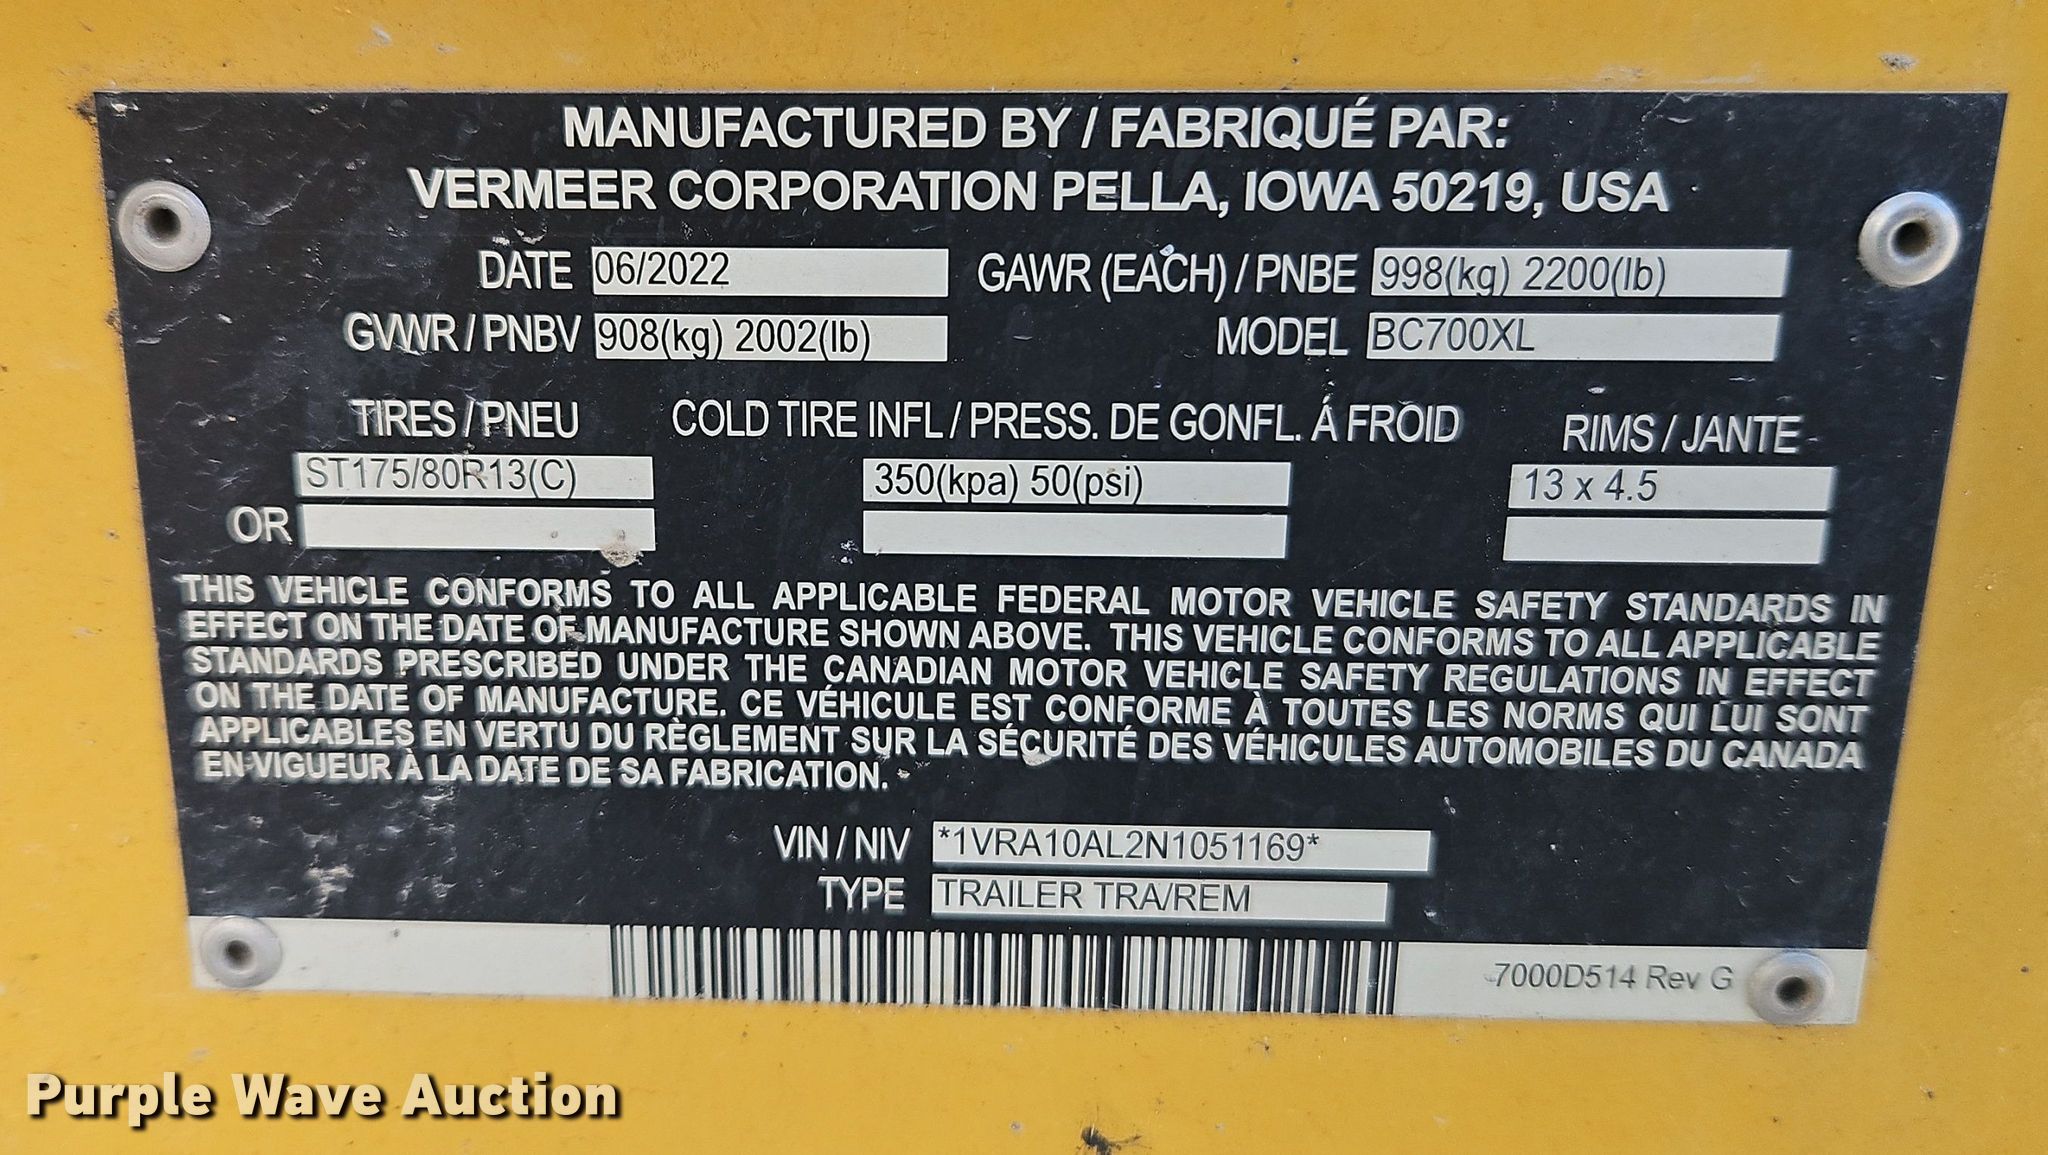 MANUFACTURED BY / FABRIQUÉ PAR:
VERMEER CORPORATION PELLA, IOWA 50219, USA
DATE 06/2022 GAWR (EACH) / PNBE 998(kg) 2200(lb)
GVWR / PNBV 908(kg) 2002(lb) MODEL BC700XL
TIRES / PNEU COLD TIRE INFL / PRESS. DE GONFL. Á FROID RIMS / JANTE
ST175/80R13(C) 350(kpa) 50(psi) 13 x 4.5
OR
THIS VEHICLE CONFORMS TO ALL APPLICABLE FEDERAL MOTOR VEHICLE SAFETY STANDARDS IN
EFFECT ON THE DATE OF MANUFACTURE SHOWN ABOVE. THIS VEHICLE CONFORMS TO ALL APPLICABLE
STANDARDS PRESCRIBED UNDER THE CANADIAN MOTOR VEHICLE SAFETY REGULATIONS IN EFFECT
ON THE DATE OF MANUFACTURE. CE VÉHICULE EST CONFORME À TOUTES LES NORMS QUI LUI SONT
APPLICABLES EN VERTU DU RÈGLEMENT SUR LA SÉCURITÉ DES VÉHICULES AUTOMOBILES DU CANADA
EN VIGUEUR À LA DATE DE SA FABRICATION.
VIN / NIV *1VRA10AL2N1051169*
TYPE TRAILER TRA/REM
7000D514 Rev G
Purple Wave Auction